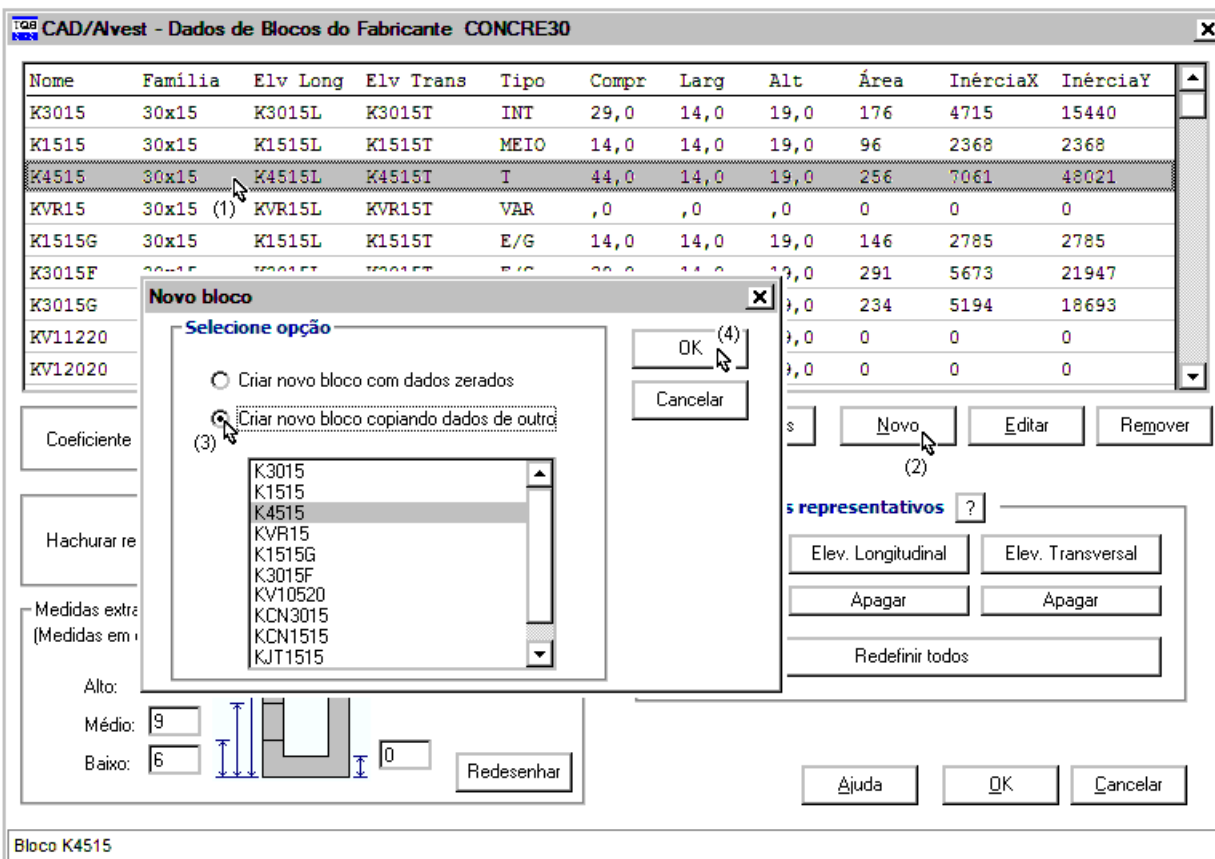 TQS CAD/Alvest - Dados de Blocos do Fabricante CONCRE30
Nome Família Elv Long Elv Trans Tipo Compr Larg Alt Área InérciaX InérciaY
K3015 30x15 K3015L K3015T INT 29,0 14,0 19,0 176 4715 15440
K1515 30x15 K1515L K1515T MEIO 14,0 14,0 19,0 96 2368 2368
K4515 30x15 K4515L K4515T T 44,0 14,0 19,0 256 7061 48021
(1)
KVR15 30x15 KVR15L KVR15T VAR ,0 ,0 ,0 0 0 0
K1515G 30x15 K1515L K1515T E/G 14,0 14,0 19,0 146 2785 2785
K3015F 291 5673 21947
K3015G ,0 234 5194 18693
KV11220 ,0 0 0 0
KV12020 ,0 0 0 0
Novo bloco
Selecione opção
Criar novo bloco com dados zerados
Criar novo bloco copiando dados de outro
(3)
K3015
K1515
K4515
KVR15
K1515G
K3015F
KV10520
KCN3015
KCN1515
KJT1515
OK (4)
Cancelar
Coeficiente
s Novo Editar Remover
(2)
Hachurar re
s representativos ?
Elev. Longitudinal Elev. Transversal
Apagar Apagar
Redefinir todos
Medidas extra
(Medidas em
Alto:
Médio: 9
Baixo: 6
0
Redesenhar
Ajuda OK Cancelar
Bloco K4515